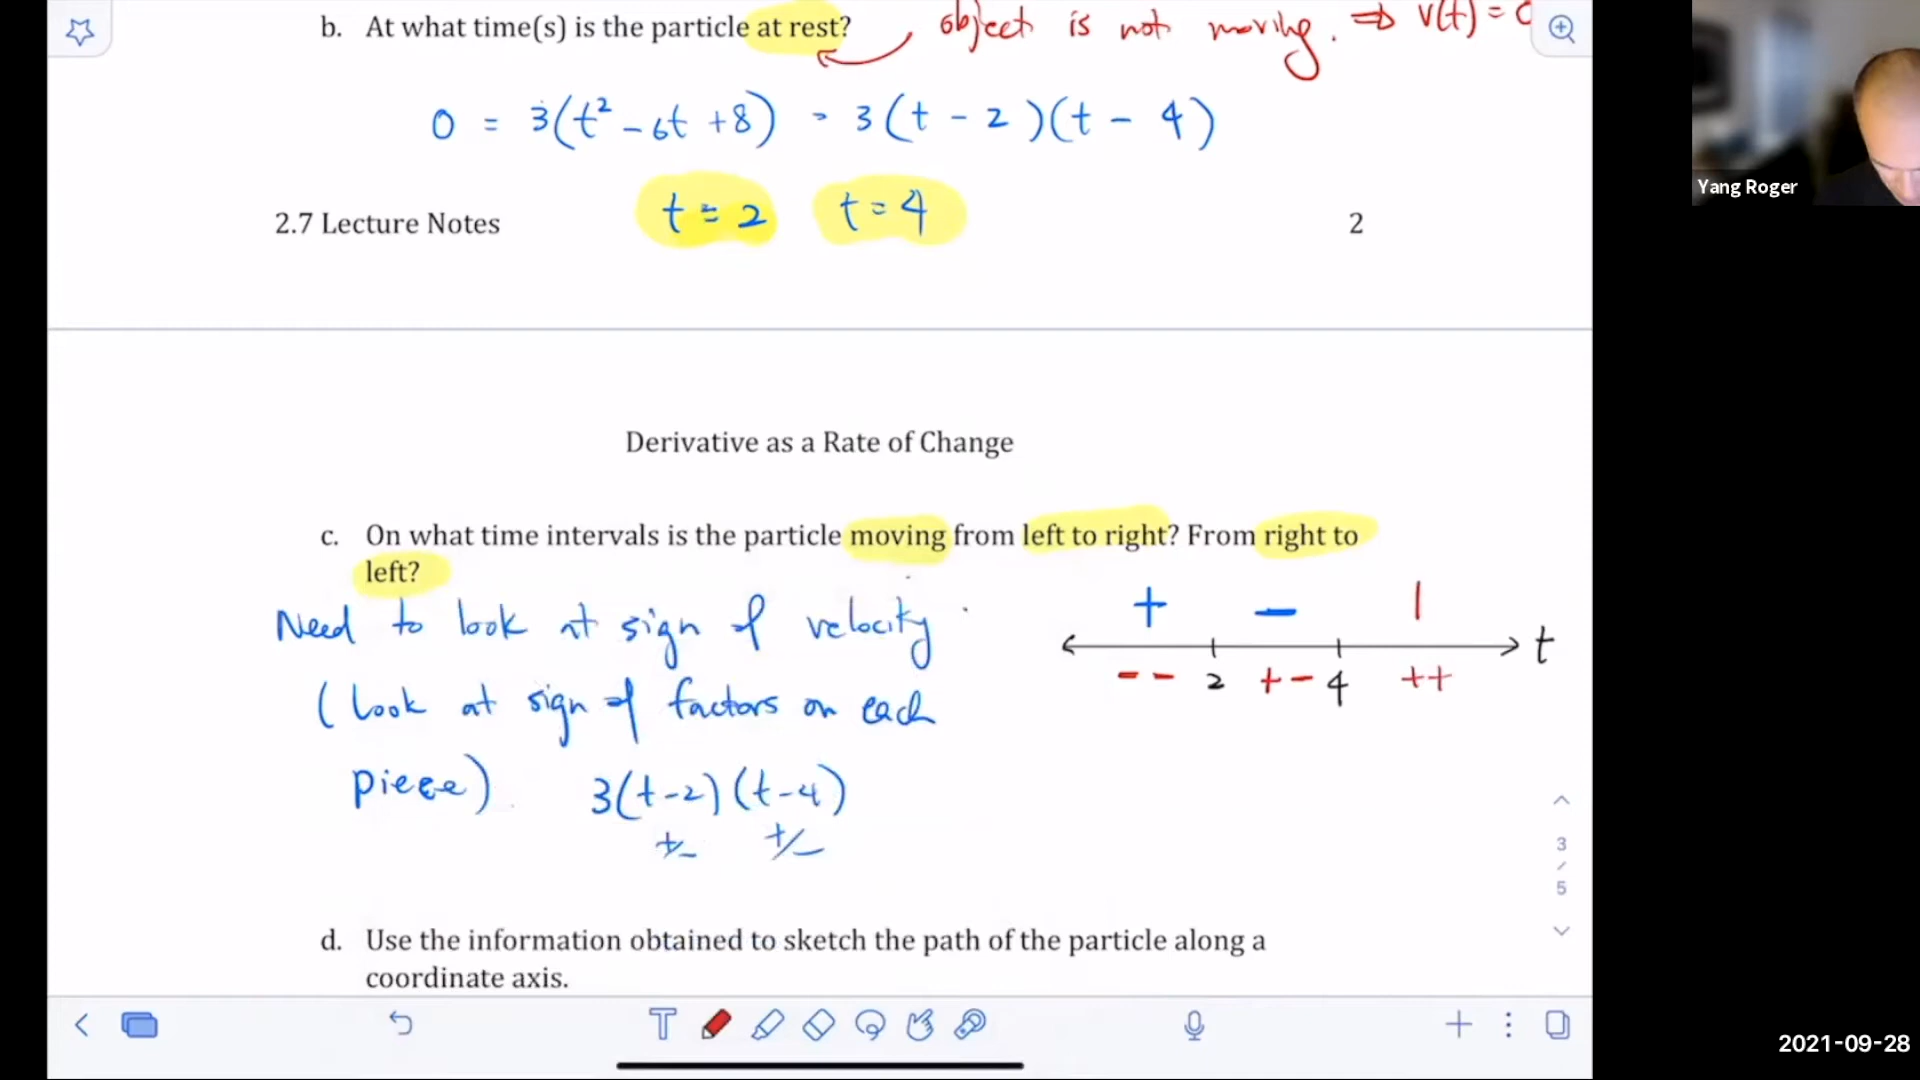 b. At what time(s) is the particle at rest? object is not moving. ⇒ v(t) = 0
0 = 3(t² - 6t + 8) = 3(t - 2)(t - 4)
t = 2 t = 4
2.7 Lecture Notes 2
Yang Roger
Derivative as a Rate of Change
c. On what time intervals is the particle moving from left to right? From right to
left?
Need to look at sign of velocity
(look at sign of factors on each
piece) 3(t-2)(t-4)
+/- +/-
+ - |
t
- - 2 + - 4 + +
d. Use the information obtained to sketch the path of the particle along a
coordinate axis.
3
/
5
T
2021-09-28